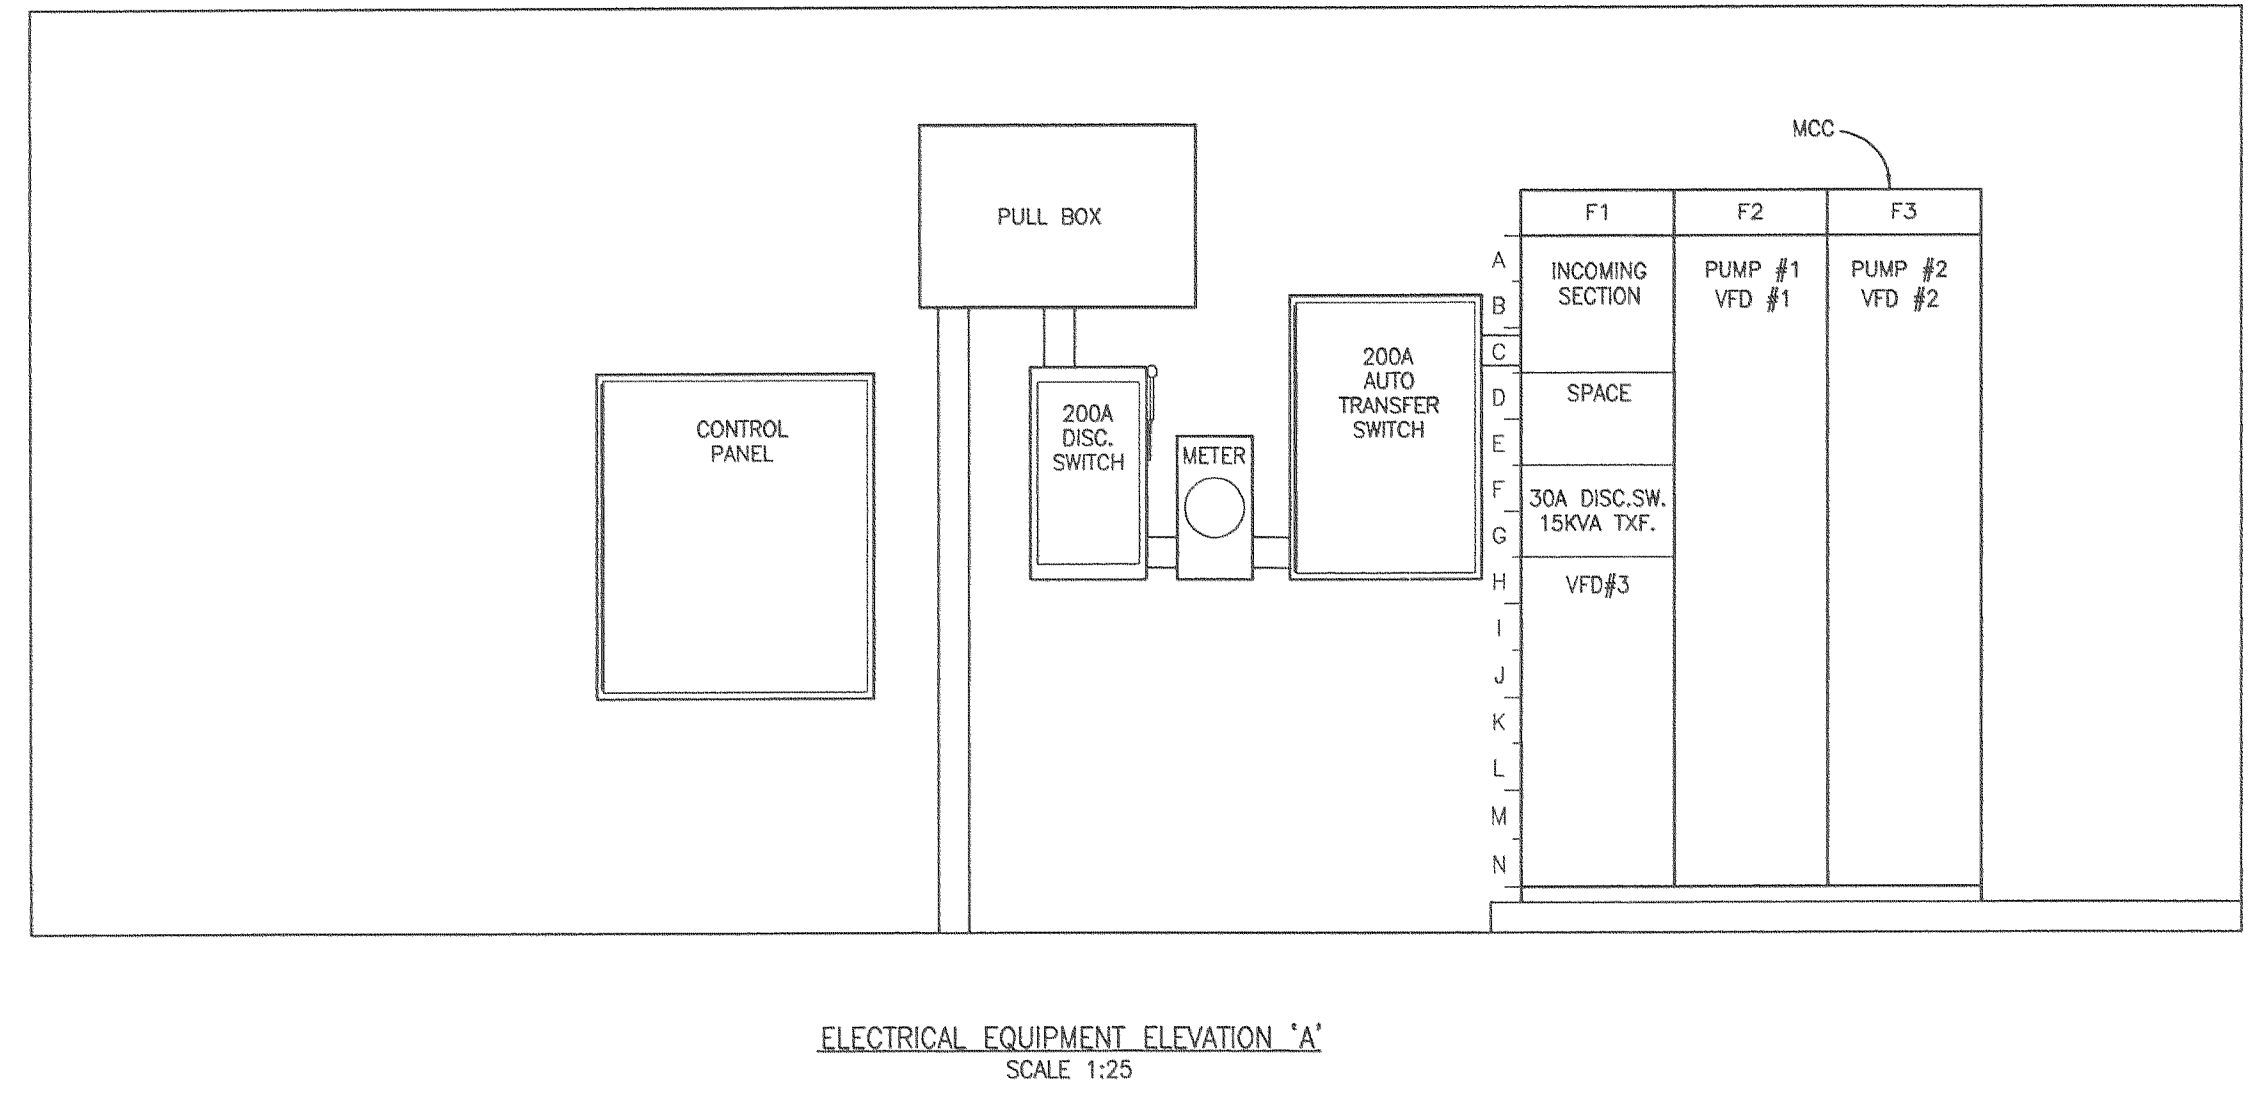 MCC
F1
F2
F3
PULL BOX
A
B
C
D
E
F
G
H
I
J
K
L
M
N
INCOMING
SECTION
SPACE
30A DISC.SW.
15KVA TXF.
VFD#3
PUMP #1
VFD #1
PUMP #2
VFD #2
200A
AUTO
TRANSFER
SWITCH
CONTROL
PANEL
200A
DISC.
SWITCH
METER
ELECTRICAL EQUIPMENT ELEVATION 'A'
SCALE 1:25